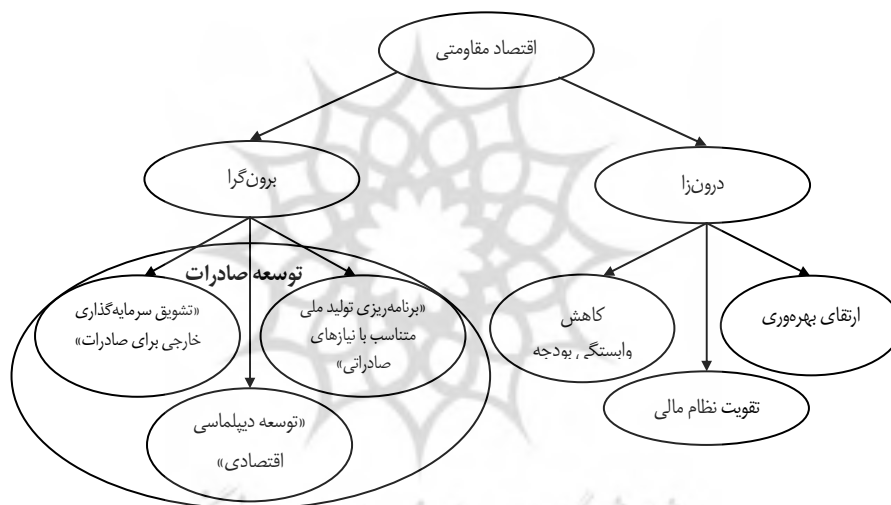 اقتصاد مقاومتی
برون‌گرا
درون‌زا
توسعه صادرات
«تشویق سرمایه‌گذاری
خارجی برای صادرات»
«برنامه‌ریزی تولید ملی
متناسب با نیازهای
صادراتی»
«توسعه دیپلماسی
اقتصادی»
کاهش
وابستگی بودجه
ارتقای بهره‌وری
تقویت نظام مالی